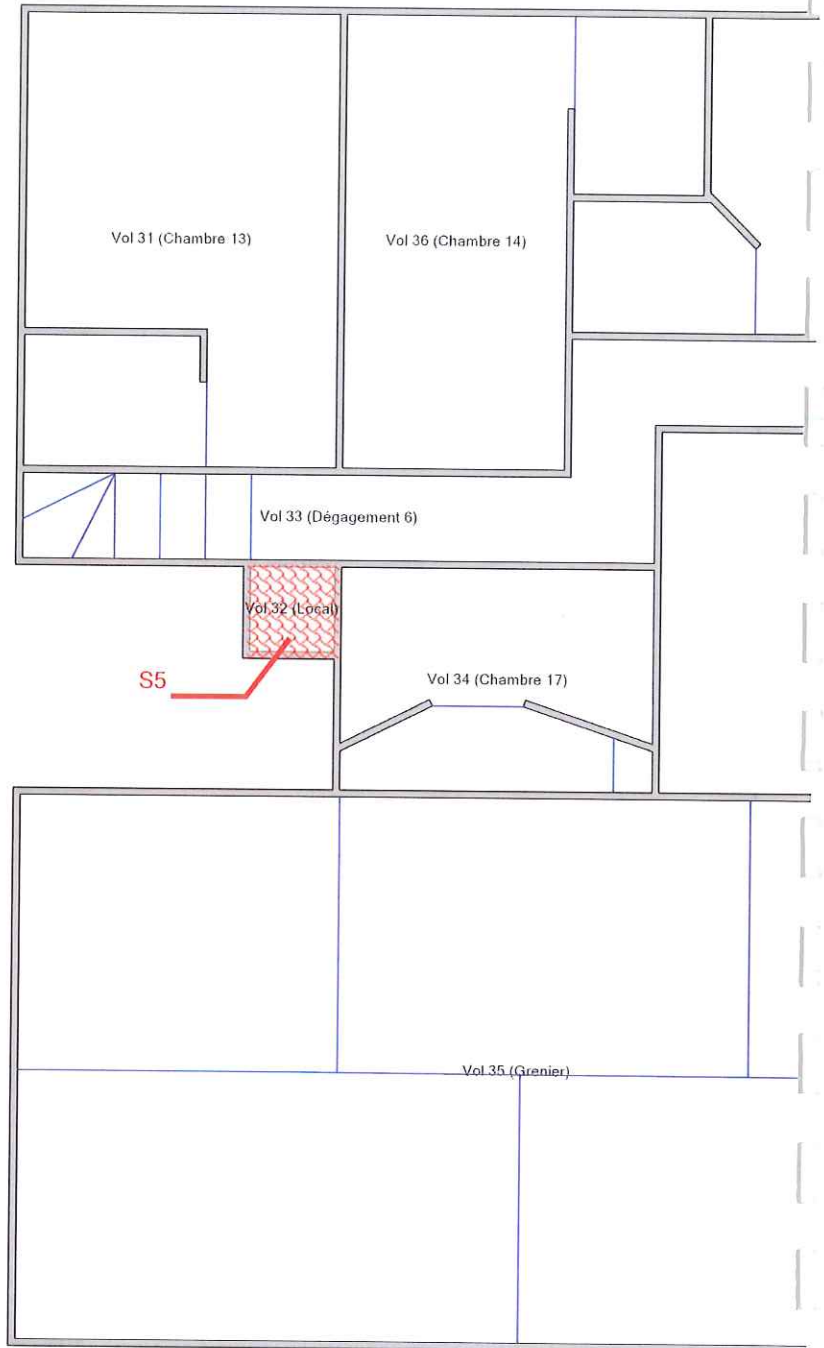 Vol 31 (Chambre 13)
Vol 36 (Chambre 14)
Vol 33 (Dégagement 6)
Vol 32 (Local)
S5
Vol 34 (Chambre 17)
Vol 35 (Grenier)